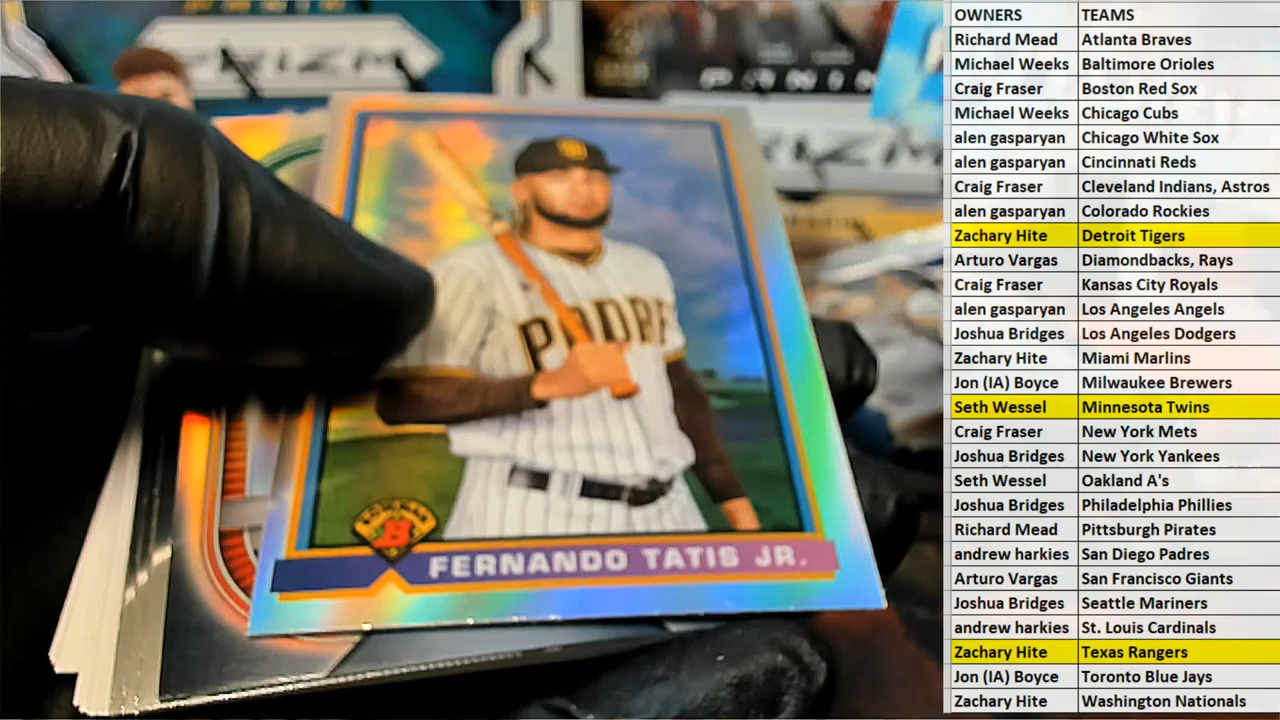 PANINI
PRIZM
PANINI
PADRE
B
FERNANDO TATIS JR.
OWNERS TEAMS
Richard Mead Atlanta Braves
Michael Weeks Baltimore Orioles
Craig Fraser Boston Red Sox
Michael Weeks Chicago Cubs
alen gasparyan Chicago White Sox
alen gasparyan Cincinnati Reds
Craig Fraser Cleveland Indians, Astros
alen gasparyan Colorado Rockies
Zachary Hite Detroit Tigers
Arturo Vargas Diamondbacks, Rays
Craig Fraser Kansas City Royals
alen gasparyan Los Angeles Angels
Joshua Bridges Los Angeles Dodgers
Zachary Hite Miami Marlins
Jon (IA) Boyce Milwaukee Brewers
Seth Wessel Minnesota Twins
Craig Fraser New York Mets
Joshua Bridges New York Yankees
Seth Wessel Oakland A's
Joshua Bridges Philadelphia Phillies
Richard Mead Pittsburgh Pirates
andrew harkies San Diego Padres
Arturo Vargas San Francisco Giants
Joshua Bridges Seattle Mariners
andrew harkies St. Louis Cardinals
Zachary Hite Texas Rangers
Jon (IA) Boyce Toronto Blue Jays
Zachary Hite Washington Nationals